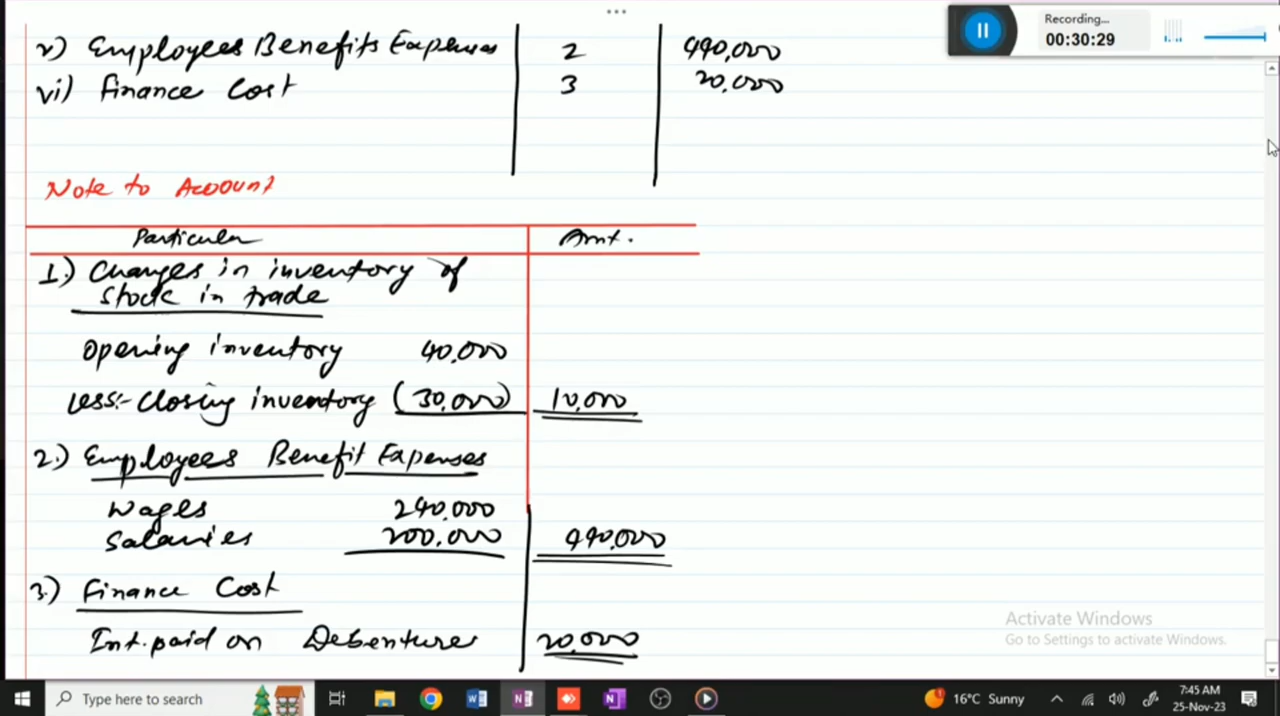 Recording...
00:30:29
v) Employees Benefits Expenses 2 440,000
vi) Finance Cost 3 20,000
Note to Account
Particular Amt.
1.) Changes in inventory of
stock in trade
Opening inventory 40,000
Less:- Closing inventory (30,000) 10,000
2.) Employees Benefit Expenses
Wages 240,000
Salaries 200,000 440,000
3.) Finance Cost
Int. paid on Debentures 20,000
Activate Windows
Go to Settings to activate Windows.
Type here to search
16°C Sunny
7:45 AM
25-Nov-23